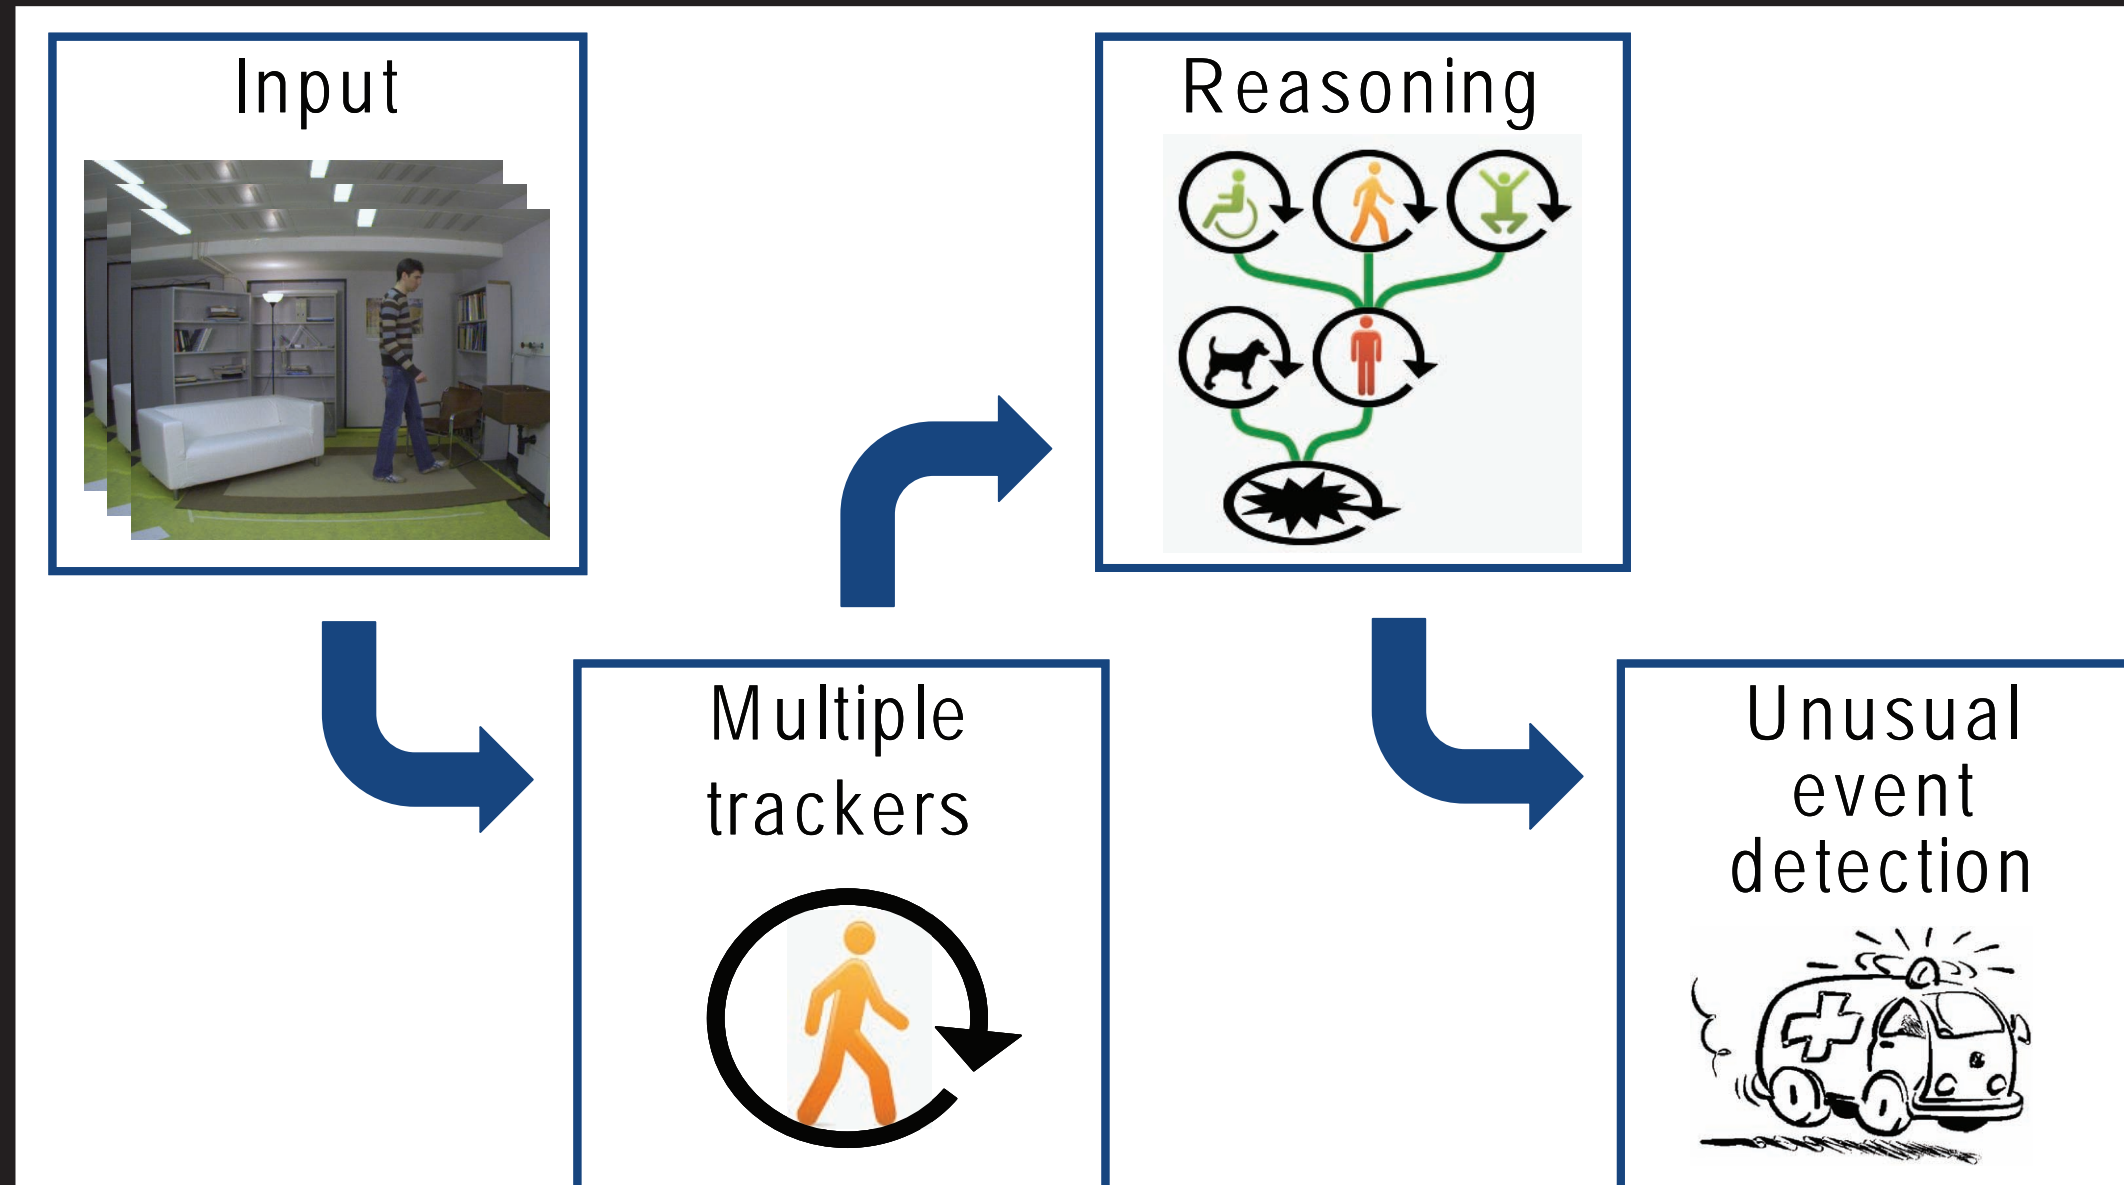 Input
Reasoning
Multiple
trackers
Unusual
event
detection